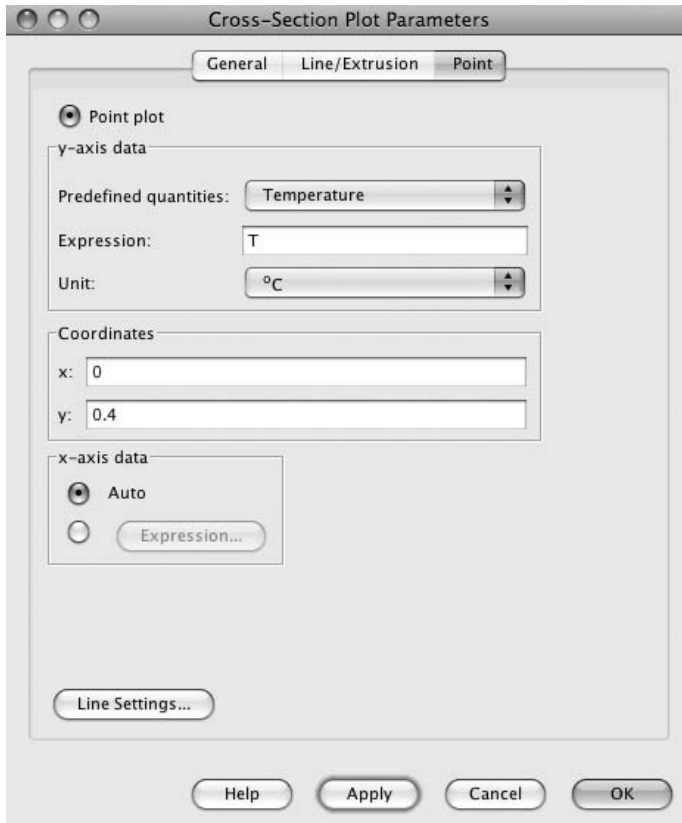 Cross-Section Plot Parameters
General Line/Extrusion Point
Point plot
y-axis data
Predefined quantities: Temperature
Expression: T
Unit: °C
Coordinates
x: 0
y: 0.4
x-axis data
Auto
Expression...
Line Settings...
Help Apply Cancel OK